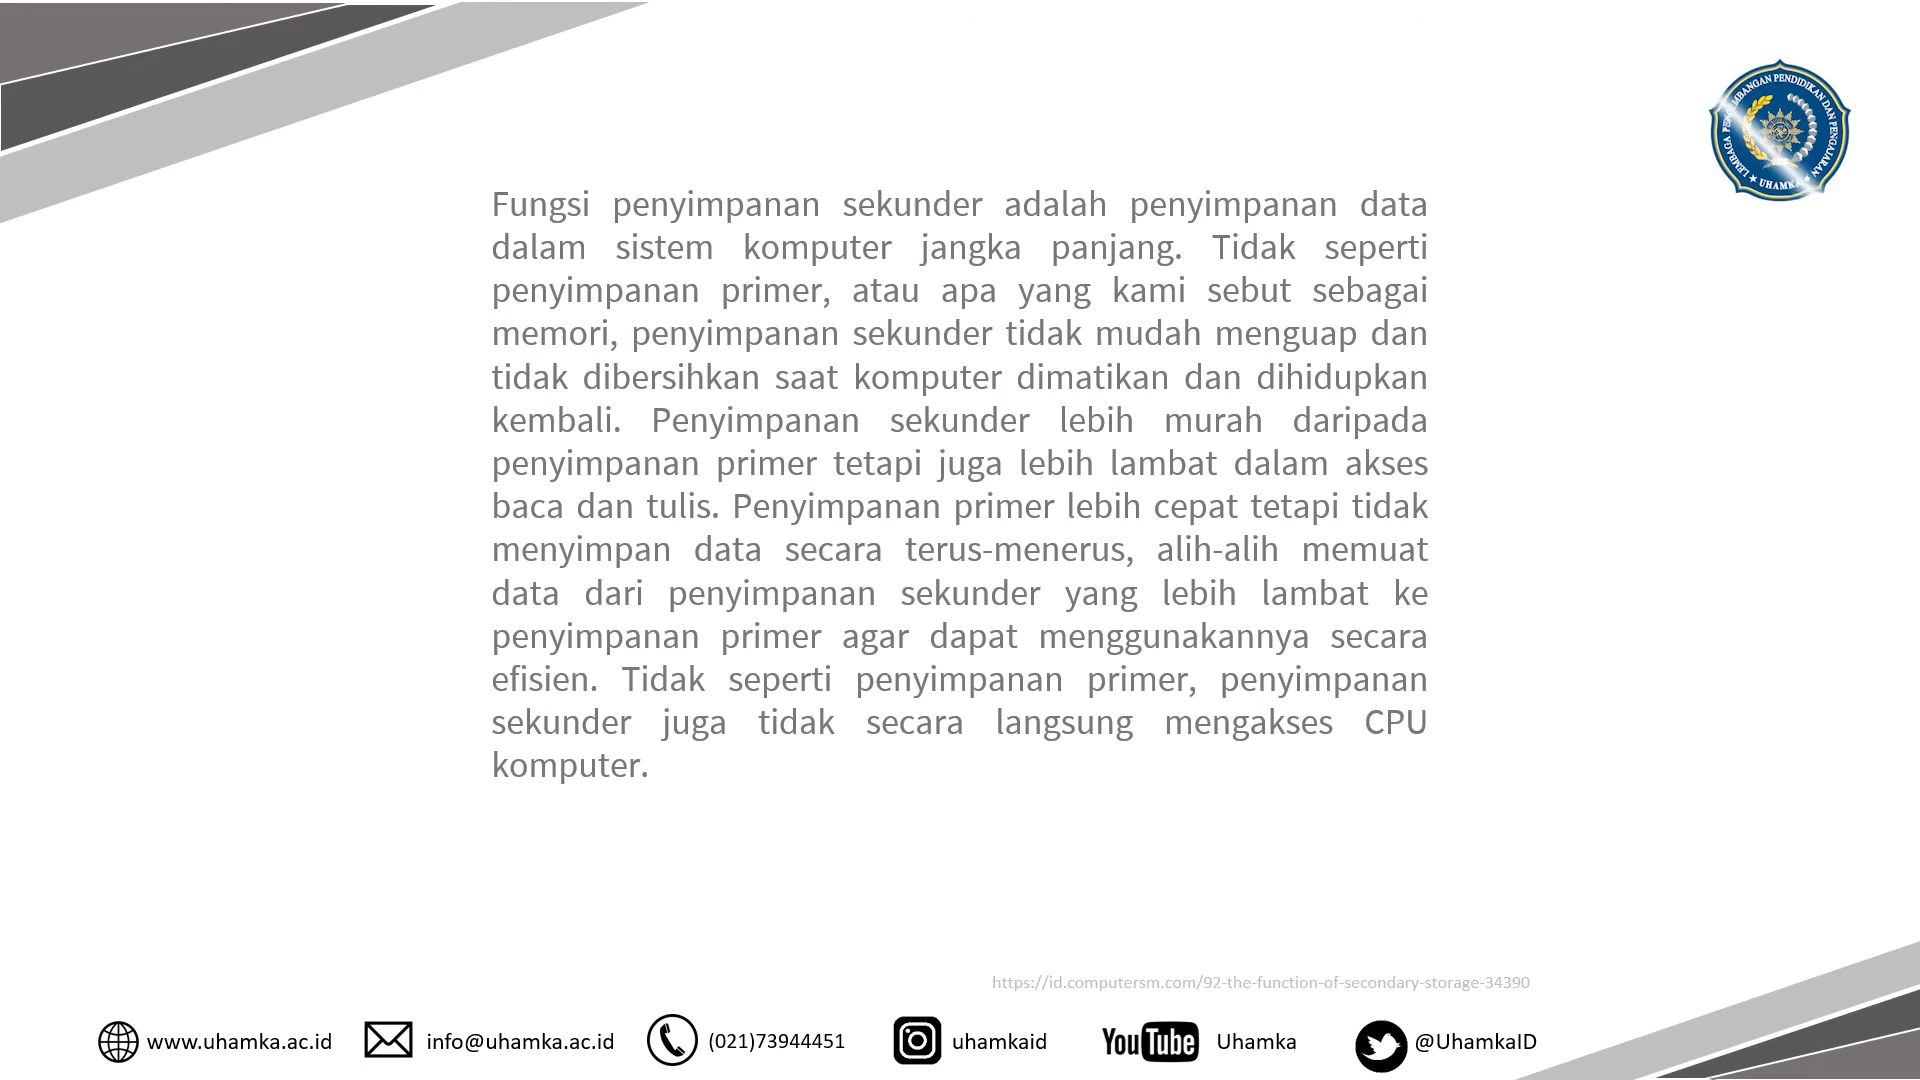 LEMBAGA PENGEMBANGAN PENDIDIKAN DAN PENGAJARAN
UHAMKA
Fungsi penyimpanan sekunder adalah penyimpanan data
dalam sistem komputer jangka panjang. Tidak seperti
penyimpanan primer, atau apa yang kami sebut sebagai
memori, penyimpanan sekunder tidak mudah menguap dan
tidak dibersihkan saat komputer dimatikan dan dihidupkan
kembali. Penyimpanan sekunder lebih murah daripada
penyimpanan primer tetapi juga lebih lambat dalam akses
baca dan tulis. Penyimpanan primer lebih cepat tetapi tidak
menyimpan data secara terus-menerus, alih-alih memuat
data dari penyimpanan sekunder yang lebih lambat ke
penyimpanan primer agar dapat menggunakannya secara
efisien. Tidak seperti penyimpanan primer, penyimpanan
sekunder juga tidak secara langsung mengakses CPU
komputer.
https://id.computersm.com/92-the-function-of-secondary-storage-34390
www.uhamka.ac.id info@uhamka.ac.id (021)73944451 uhamkaid YouTube Uhamka @UhamkaID